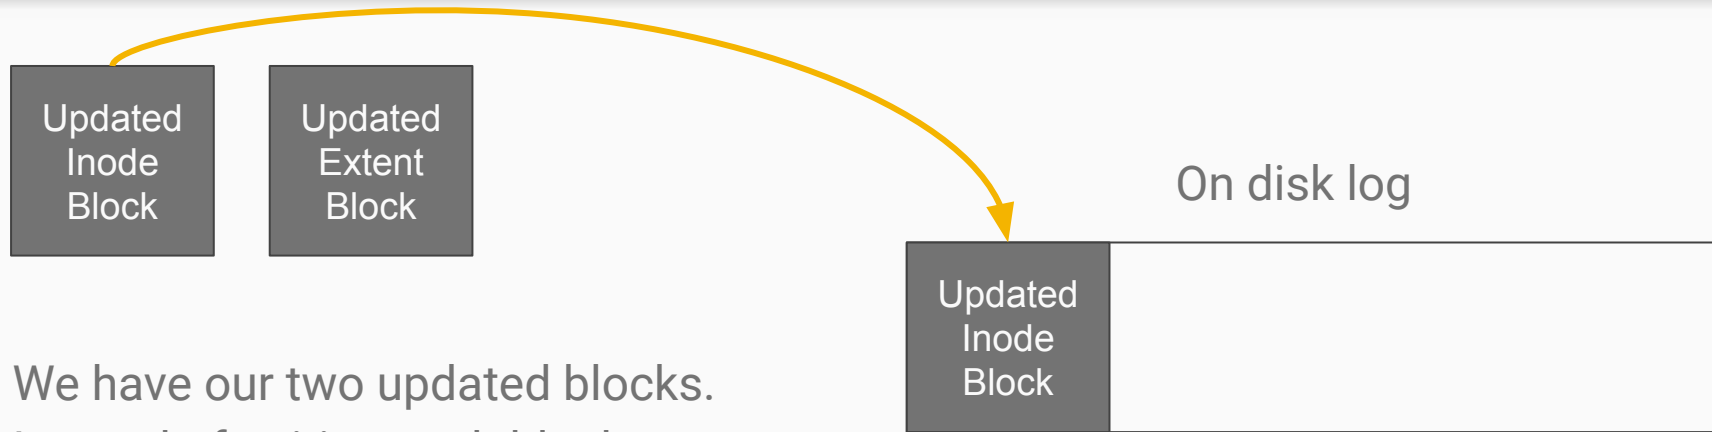 Updated
Inode
Block
Updated
Extent
Block
On disk log
Updated
Inode
Block
We have our two updated blocks.